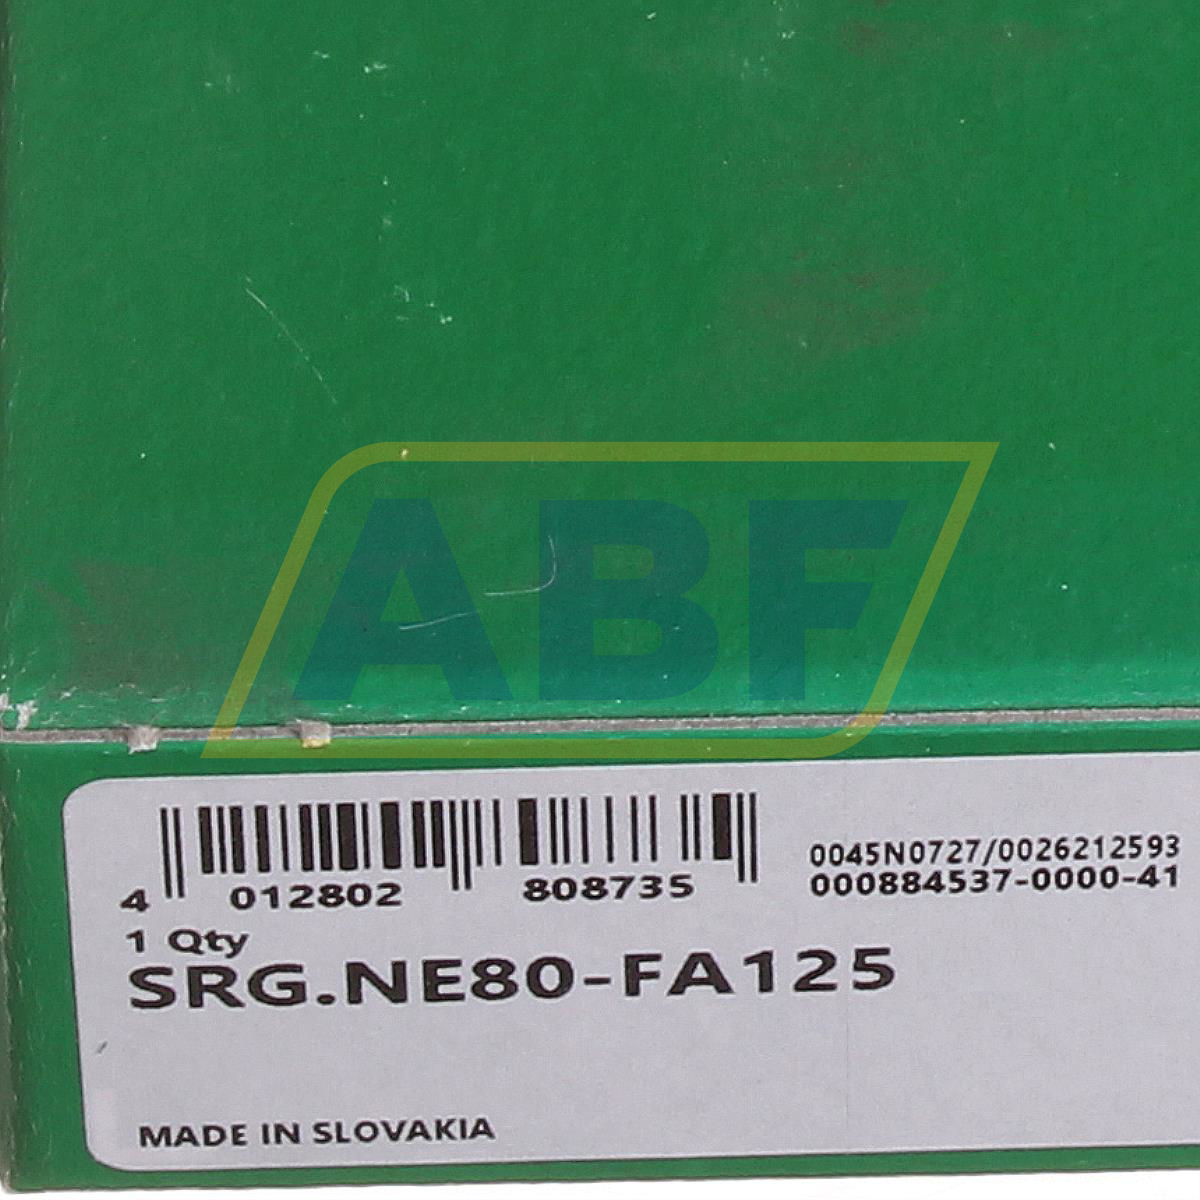 ABF
0045N0727/0026212593
000884537-0000-41
4 012802 808735
1 Qty
SRG.NE80-FA125
MADE IN SLOVAKIA